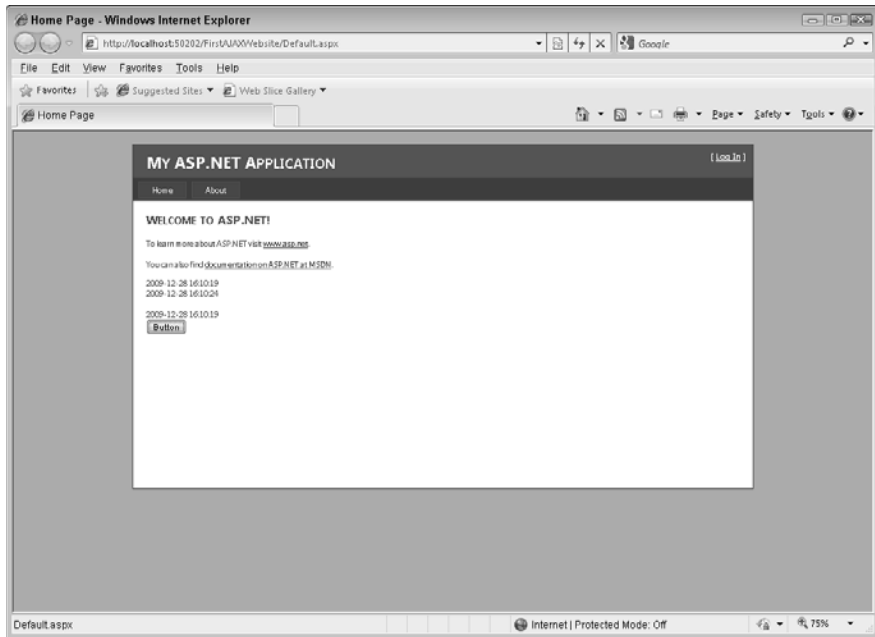 Home Page - Windows Internet Explorer
http://localhost:50202/FirstAJAXWebsite/Default.aspx
Google
File Edit View Favorites Tools Help
Favorites Suggested Sites Web Slice Gallery
Home Page
Page Safety Tools
MY ASP.NET APPLICATION
[ Log In ]
Home About
WELCOME TO ASP.NET!
To learn more about ASP.NET visit www.asp.net.
You can also find documentation on ASP.NET at MSDN.
2009-12-28 16:10:19
2009-12-28 16:10:24
2009-12-28 16:10:19
Button
Default.aspx
Internet | Protected Mode: Off
75%